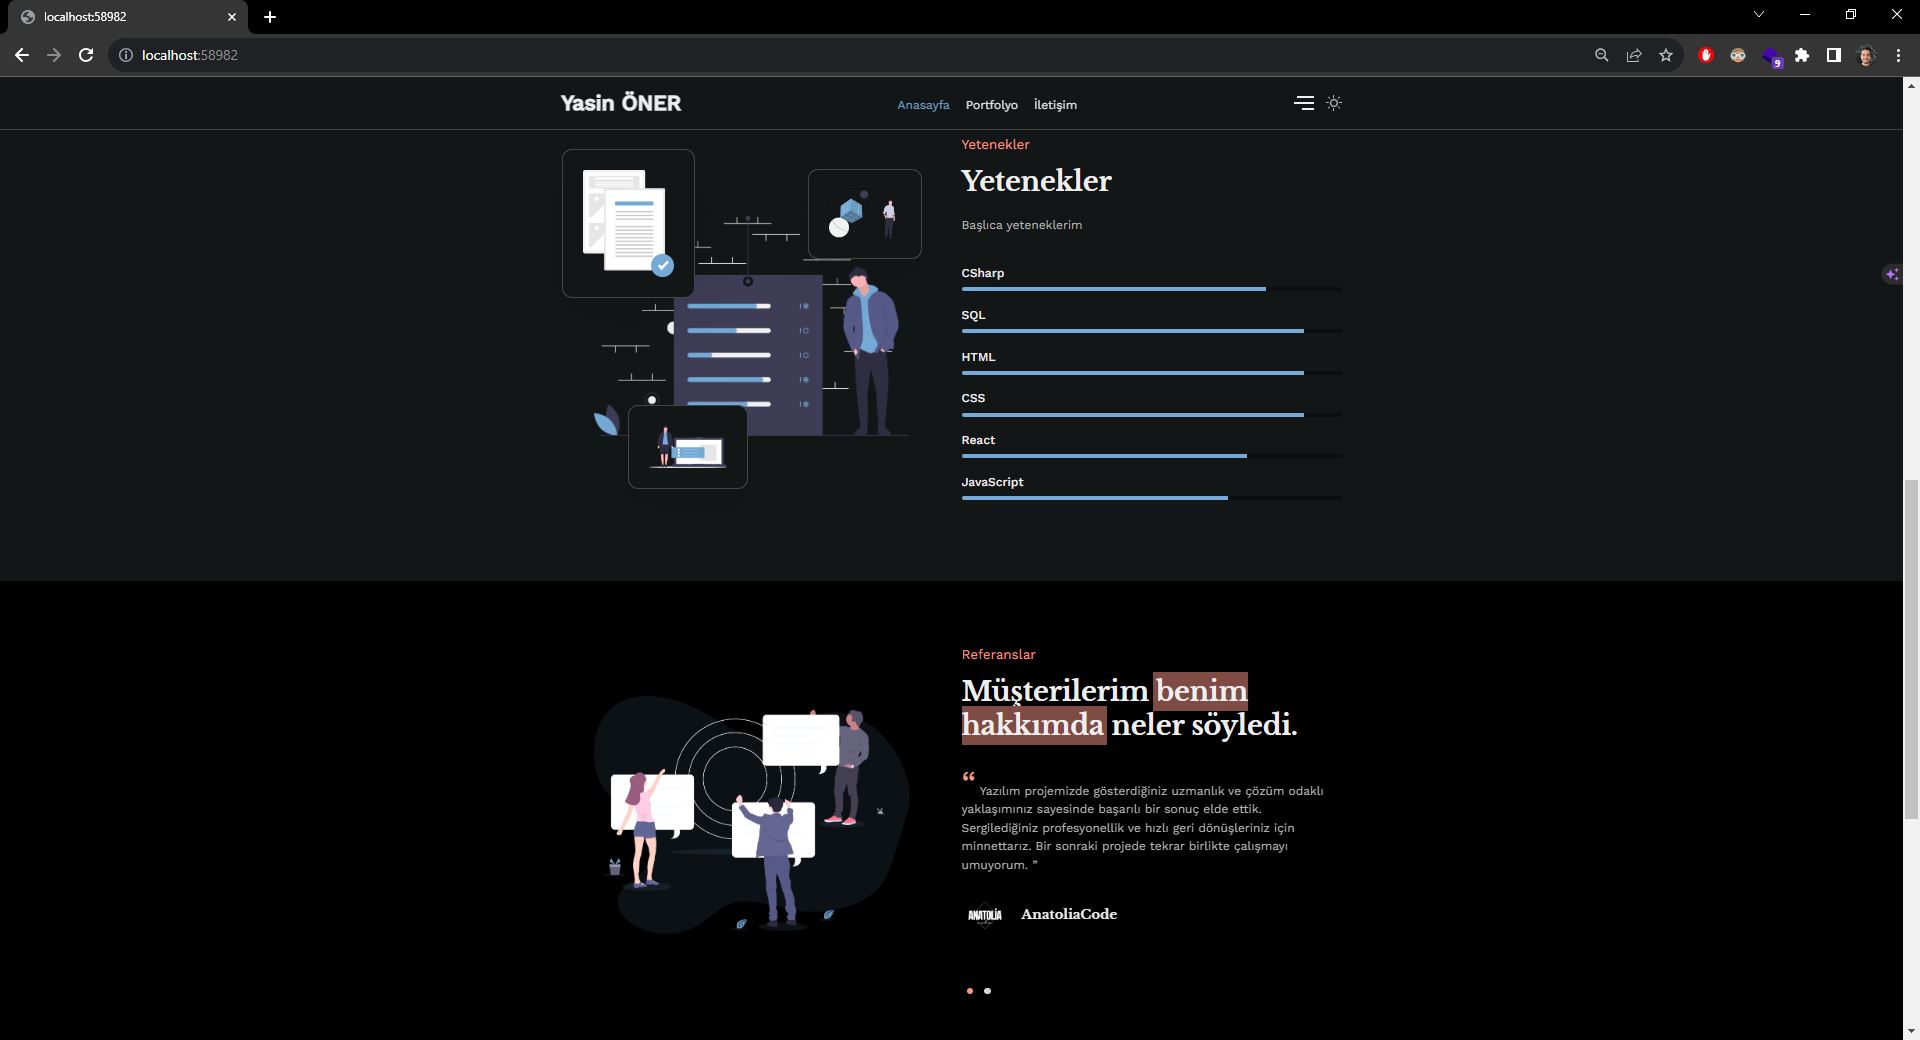 localhost:58982
localhost:58982
9
Yasin ÖNER
Anasayfa Portfolyo İletişim
Yetenekler
Yetenekler
Başlıca yeteneklerim
CSharp
SQL
HTML
CSS
React
JavaScript
Referanslar
Müşterilerim benim
hakkımda neler söyledi.
“ Yazılım projemizde gösterdiğiniz uzmanlık ve çözüm odaklı
yaklaşımınız sayesinde başarılı bir sonuç elde ettik.
Sergilediğiniz profesyonellik ve hızlı geri dönüşleriniz için
minnettarız. Bir sonraki projede tekrar birlikte çalışmayı
umuyorum. ”
ANATOLİA
AnatoliaCode